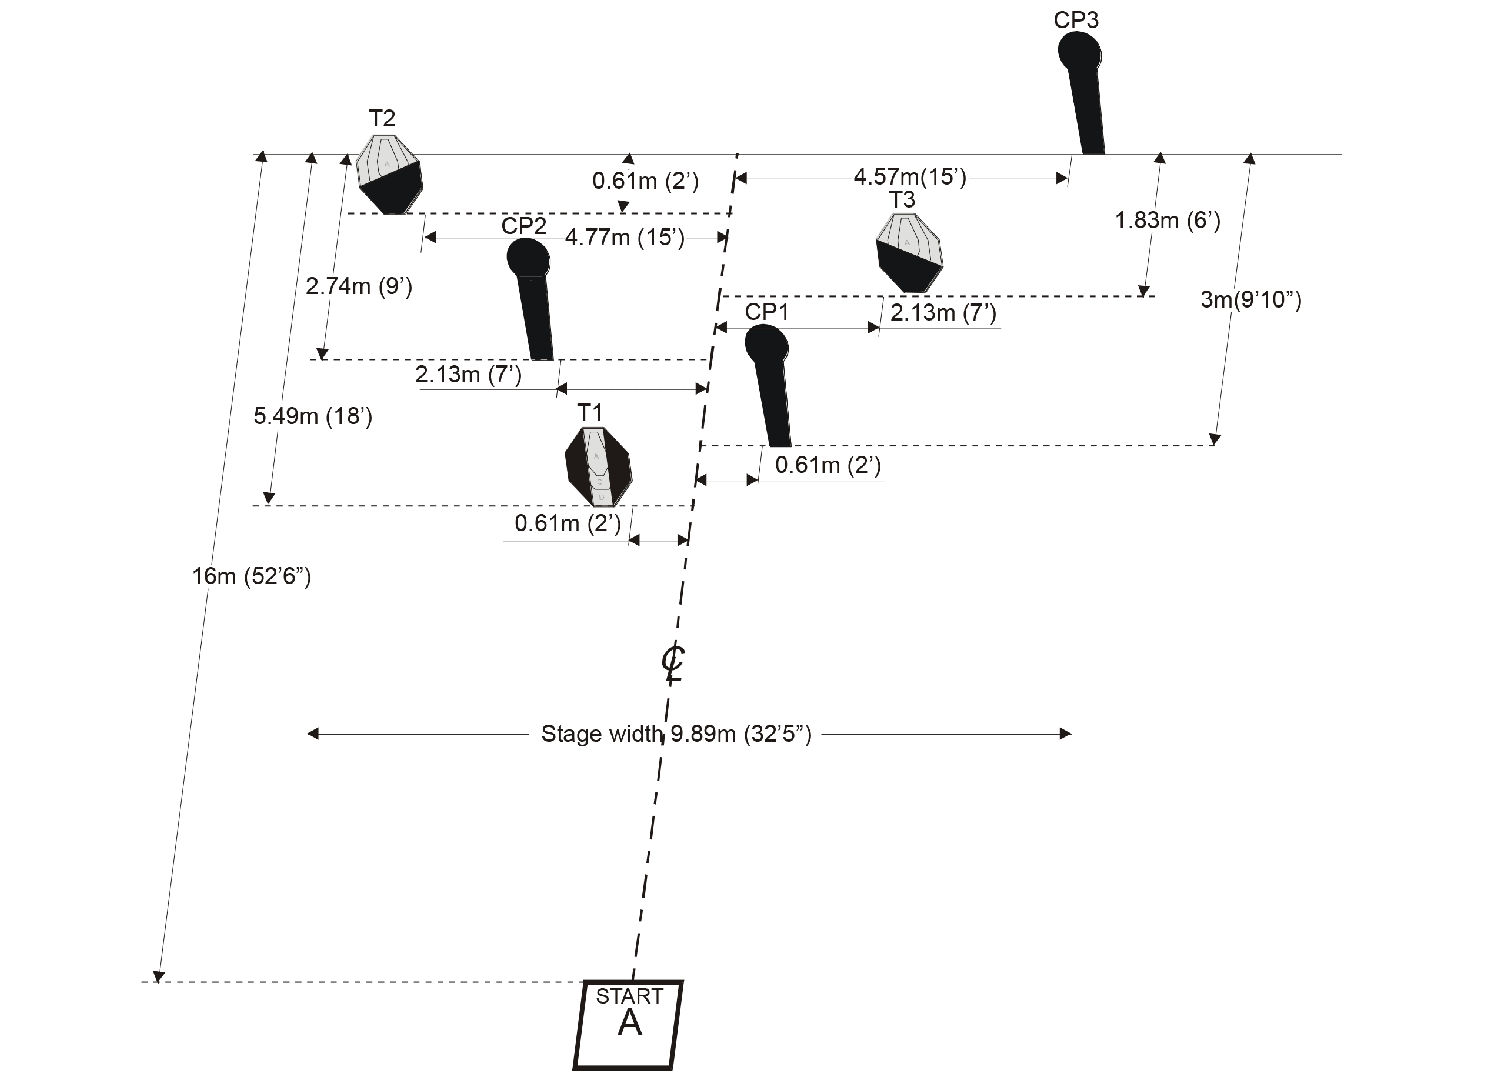 CP3
T2
0.61m (2’)
4.57m(15’)
T3
1.83m (6’)
CP2
4.77m (15’)
2.74m (9’)
3m(9’10”)
CP1
2.13m (7’)
2.13m (7’)
5.49m (18’)
T1
0.61m (2’)
0.61m (2’)
16m (52’6”)
℄
Stage width 9.89m (32’5”)
START
A